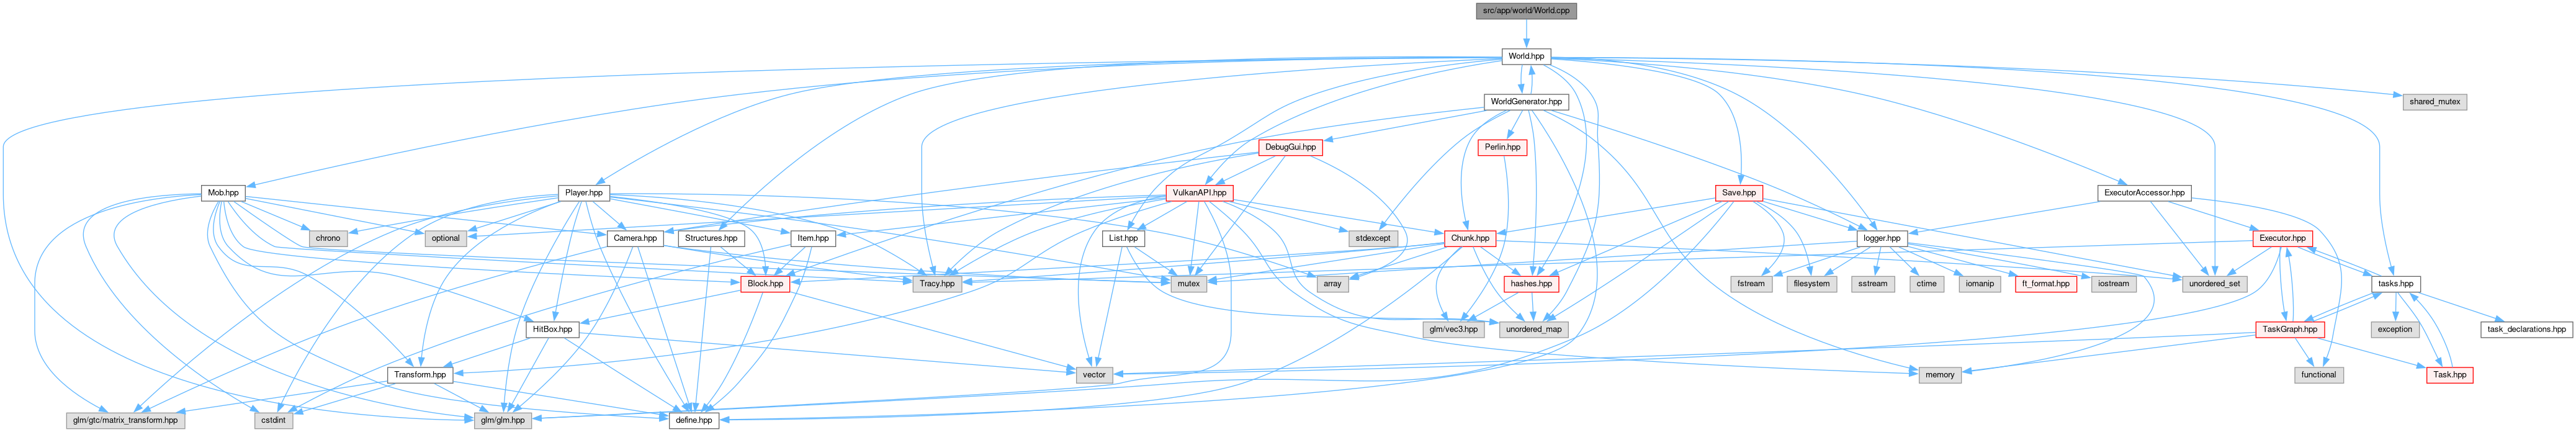 src/app/world/World.cpp
World.hpp
WorldGenerator.hpp
shared_mutex
DebugGui.hpp
Perlin.hpp
Mob.hpp
Player.hpp
VulkanAPI.hpp
Save.hpp
ExecutorAccessor.hpp
chrono
optional
Camera.hpp
Structures.hpp
Item.hpp
stdexcept
List.hpp
Chunk.hpp
logger.hpp
Executor.hpp
Block.hpp
Tracy.hpp
mutex
array
hashes.hpp
fstream
filesystem
sstream
ctime
iomanip
ft_format.hpp
iostream
unordered_set
tasks.hpp
HitBox.hpp
glm/vec3.hpp
unordered_map
TaskGraph.hpp
exception
task_declarations.hpp
Transform.hpp
vector
memory
functional
Task.hpp
glm/gtc/matrix_transform.hpp
cstdint
glm/glm.hpp
define.hpp